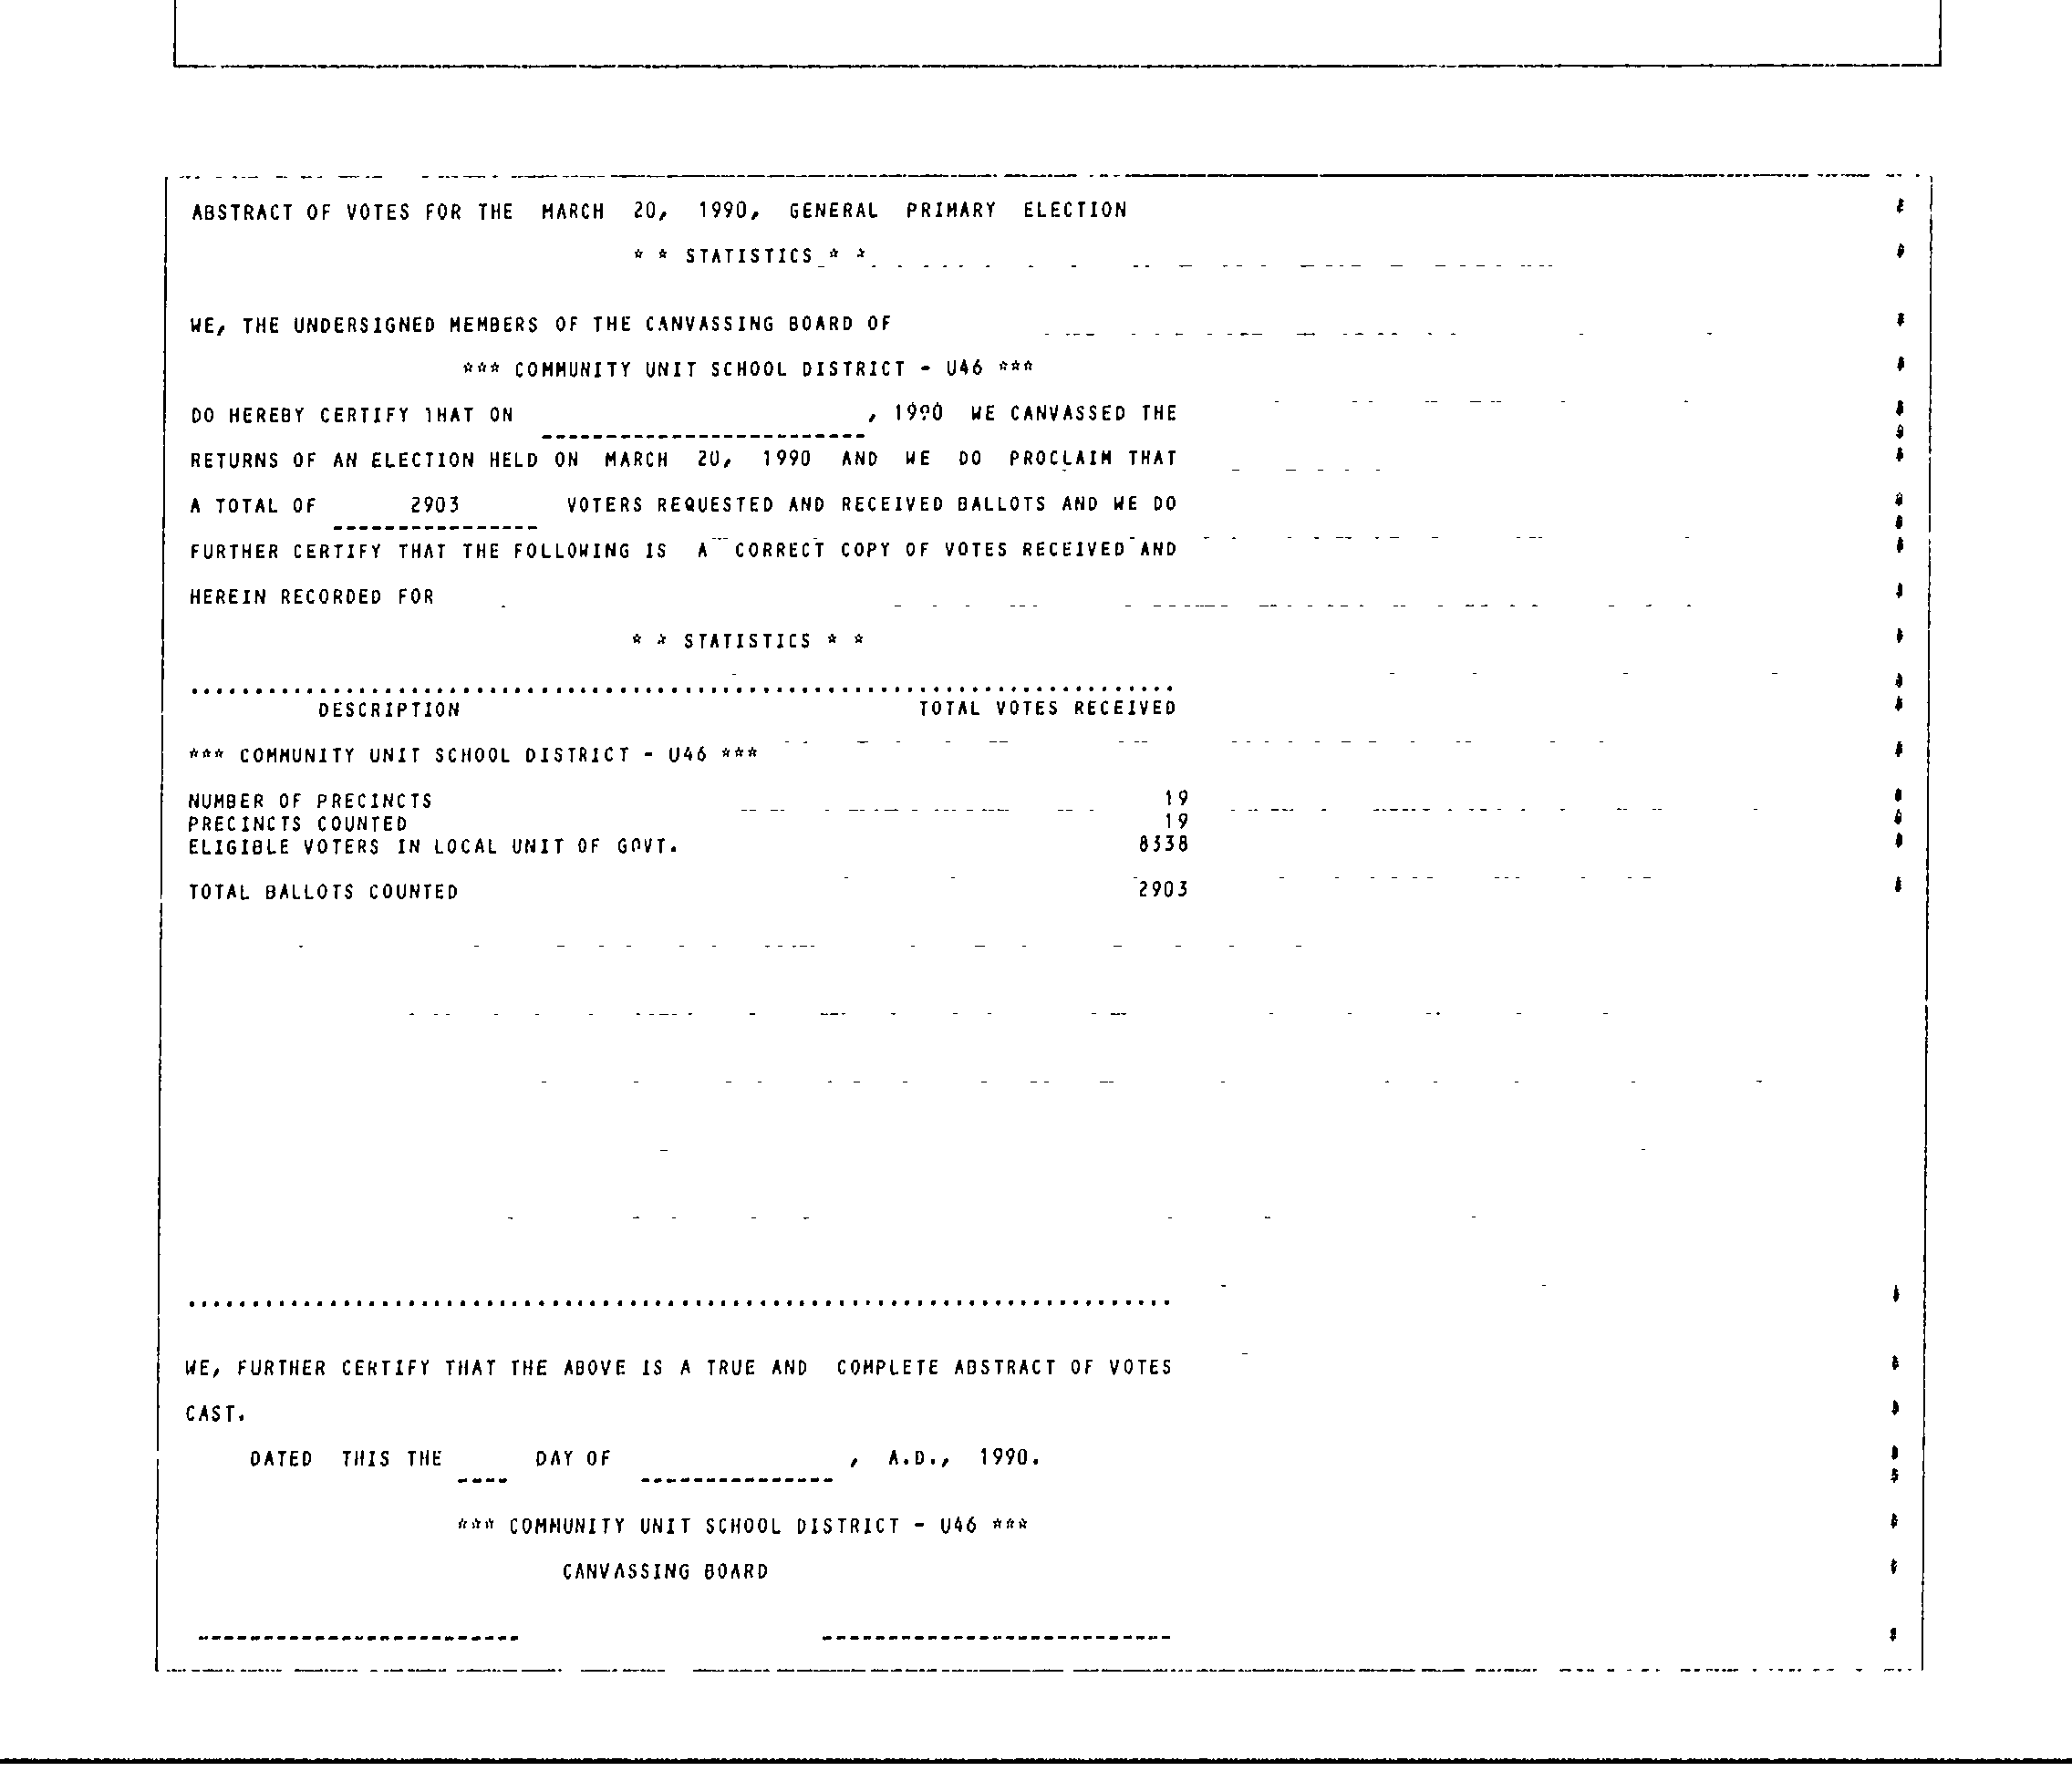 ABSTRACT OF VOTES FOR THE MARCH 20, 1990, GENERAL PRIMARY ELECTION
* * STATISTICS * *
WE, THE UNDERSIGNED MEMBERS OF THE CANVASSING BOARD OF
*** COMMUNITY UNIT SCHOOL DISTRICT - U46 ***
DO HEREBY CERTIFY THAT ON , 1990 WE CANVASSED THE
RETURNS OF AN ELECTION HELD ON MARCH 20, 1990 AND WE DO PROCLAIM THAT
A TOTAL OF 2903 VOTERS REQUESTED AND RECEIVED BALLOTS AND WE DO
FURTHER CERTIFY THAT THE FOLLOWING IS A CORRECT COPY OF VOTES RECEIVED AND
HEREIN RECORDED FOR
* * STATISTICS * *
DESCRIPTION TOTAL VOTES RECEIVED
*** COMMUNITY UNIT SCHOOL DISTRICT - U46 ***
NUMBER OF PRECINCTS 19
PRECINCTS COUNTED 19
ELIGIBLE VOTERS IN LOCAL UNIT OF GOVT. 8338
TOTAL BALLOTS COUNTED 2903
WE, FURTHER CERTIFY THAT THE ABOVE IS A TRUE AND COMPLETE ABSTRACT OF VOTES
CAST.
DATED THIS THE ---- DAY OF ---------------, A.D., 1990.
*** COMMUNITY UNIT SCHOOL DISTRICT - U46 ***
CANVASSING BOARD